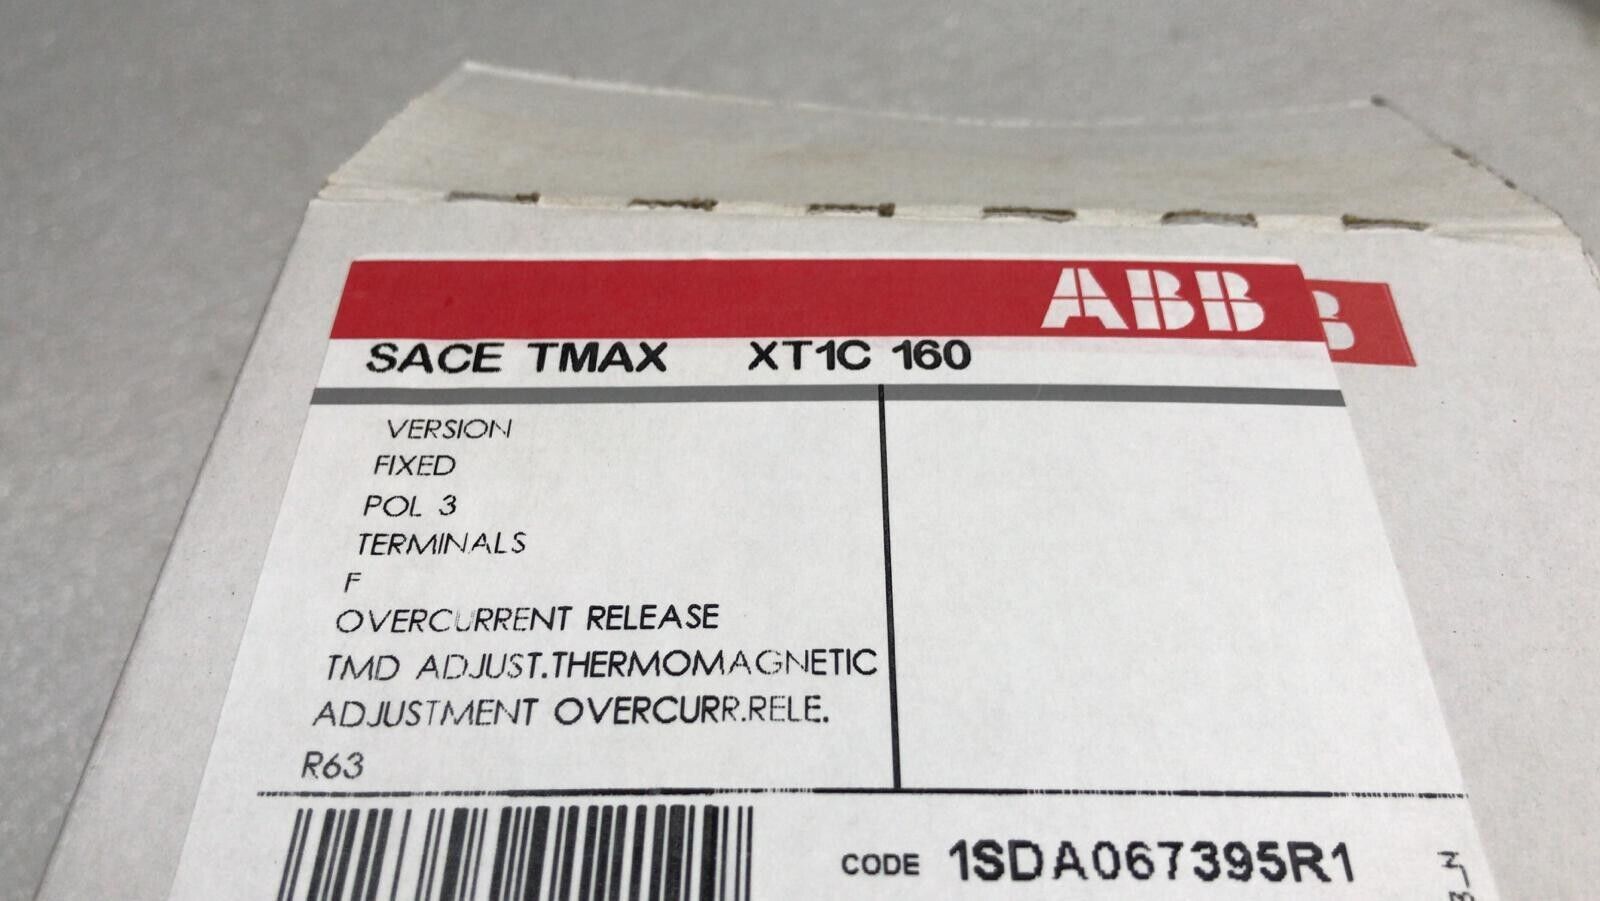 ABB
SACE TMAX XT1C 160
VERSION
FIXED
POL 3
TERMINALS
F
OVERCURRENT RELEASE
TMD ADJUST.THERMOMAGNETIC
ADJUSTMENT OVERCURR.RELE.
R63
CODE 1SDA067395R1